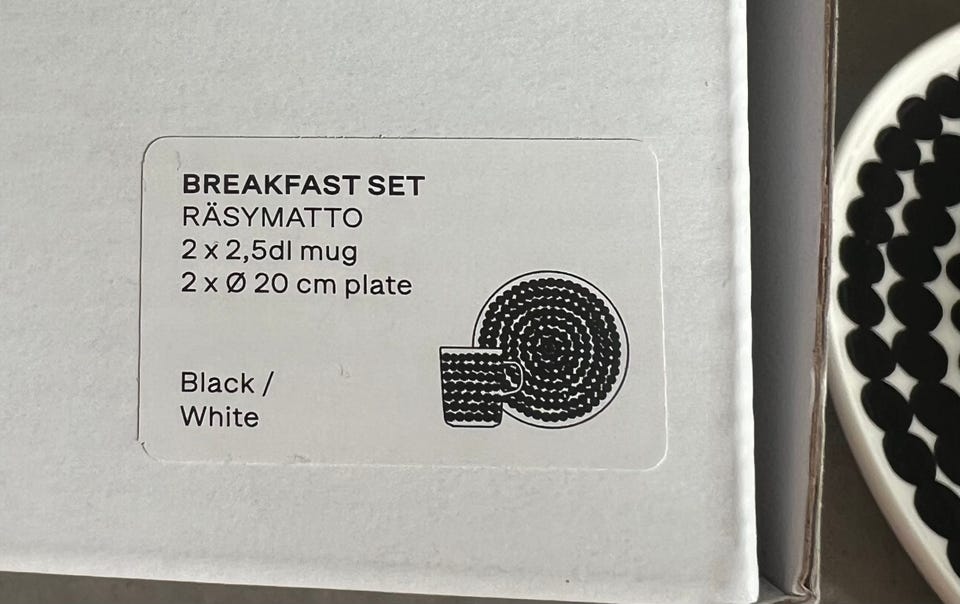 BREAKFAST SET
RÄSYMATTO
2 x 2,5dl mug
2 x Ø 20 cm plate
Black /
White